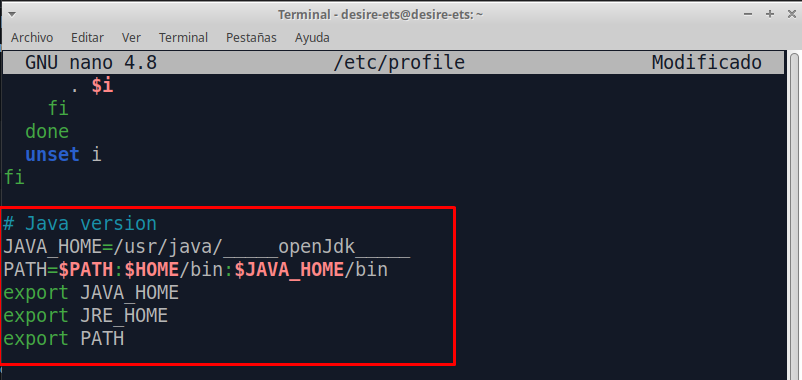 Terminal - desire-ets@desire-ets: ~
Archivo Editar Ver Terminal Pestañas Ayuda
GNU nano 4.8 /etc/profile Modificado
. $i
fi
done
unset i
fi
# Java version
JAVA_HOME=/usr/java/_____openJdk_____
PATH=$PATH:$HOME/bin:$JAVA_HOME/bin
export JAVA_HOME
export JRE_HOME
export PATH